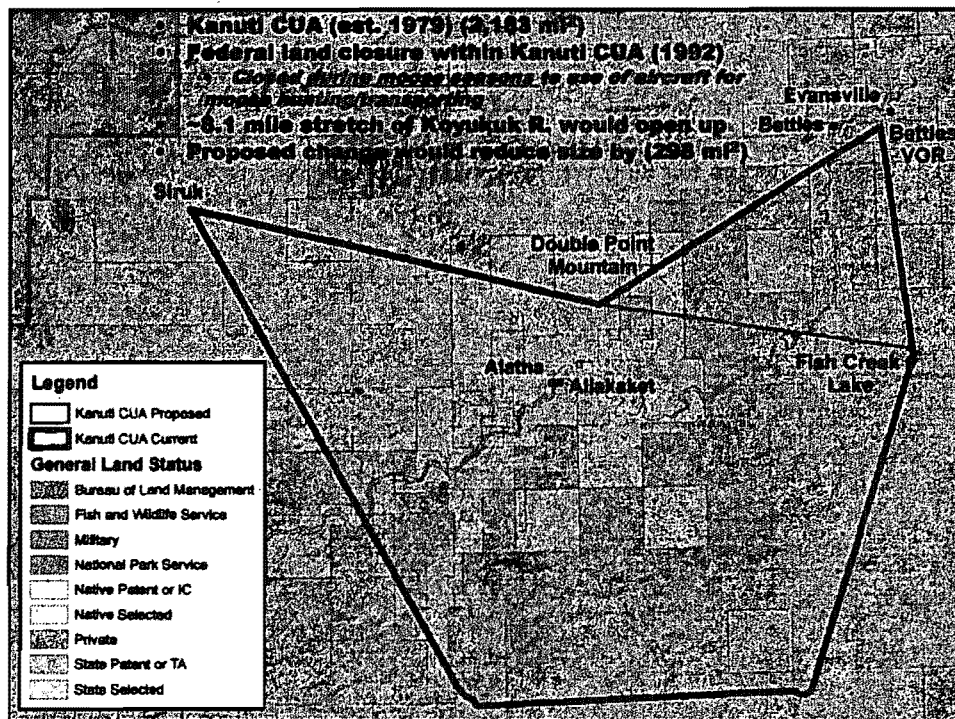 • Kanuti CUA (est. 1979) (2,183 mi²)
• Federal land closure within Kanuti CUA (1992)
Closed during moose seasons to use of aircraft for
moose hunting/transporting
• ~6.1 mile stretch of Koyukuk R. would open up
• Proposed change would reduce size by (298 mi²)
Evansville
Bettles
Bettles
VOR
Siruk
Double Point
Mountain
Alatna
Allakaket
Fish Creek
Lake
Legend
Kanuti CUA Proposed
Kanuti CUA Current
General Land Status
Bureau of Land Management
Fish and Wildlife Service
Military
National Park Service
Native Patent or IC
Native Selected
Private
State Patent or TA
State Selected